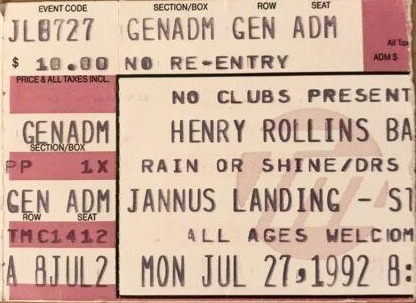 EVENT CODE SECTION/BOX ROW SEAT
JL0727 GENADM GEN ADM
All Tax
$ 10.00 NO RE-ENTRY ADM $
PRICE & ALL TAXES INCL.
NO CLUBS PRESENT
GENADM HENRY ROLLINS BA
SECTION/BOX
PP 1X RAIN OR SHINE/DRS
GEN ADM JANNUS LANDING - ST
ROW SEAT
TMC1412 ALL AGES WELCOM
A 8JUL2 MON JUL 27,1992 8: